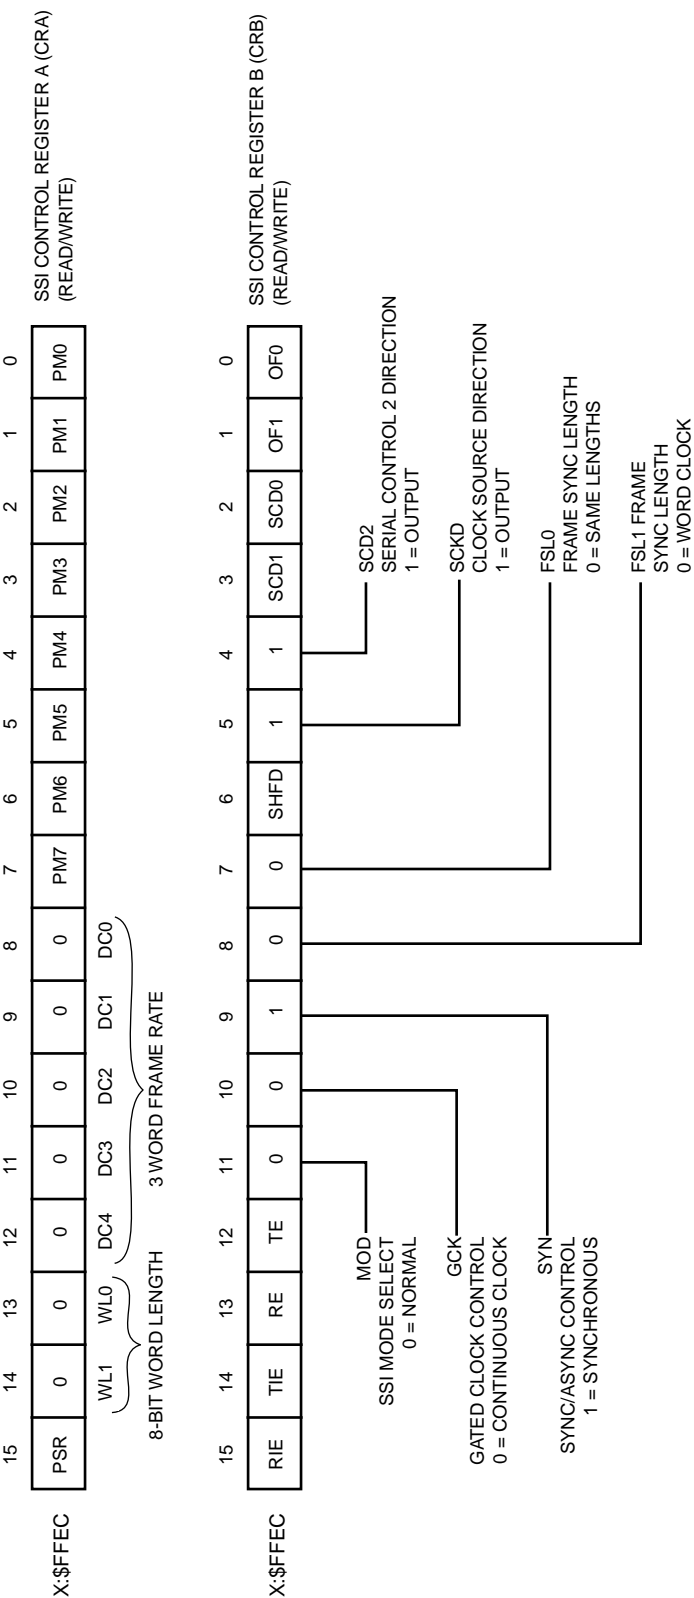 SSI CONTROL REGISTER A (CRA)
(READ/WRITE)
15 14 13 12 11 10 9 8 7 6 5 4 3 2 1 0
X:$FFEC PSR 0 0 0 0 0 0 0 PM7 PM6 PM5 PM4 PM3 PM2 PM1 PM0
WL1 WL0 DC4 DC3 DC2 DC1 DC0
8-BIT WORD LENGTH
3 WORD FRAME RATE
SSI CONTROL REGISTER B (CRB)
(READ/WRITE)
15 14 13 12 11 10 9 8 7 6 5 4 3 2 1 0
X:$FFEC RIE TIE RE TE 0 0 1 0 0 SHFD 1 1 SCD1 SCD0 OF1 OF0
MOD
SSI MODE SELECT
0 = NORMAL
GCK
GATED CLOCK CONTROL
0 = CONTINUOUS CLOCK
SYN
SYNC/ASYNC CONTROL
1 = SYNCHRONOUS
SCD2
SERIAL CONTROL 2 DIRECTION
1 = OUTPUT
SCKD
CLOCK SOURCE DIRECTION
1 = OUTPUT
FSL0
FRAME SYNC LENGTH
0 = SAME LENGTHS
FSL1 FRAME
SYNC LENGTH
0 = WORD CLOCK